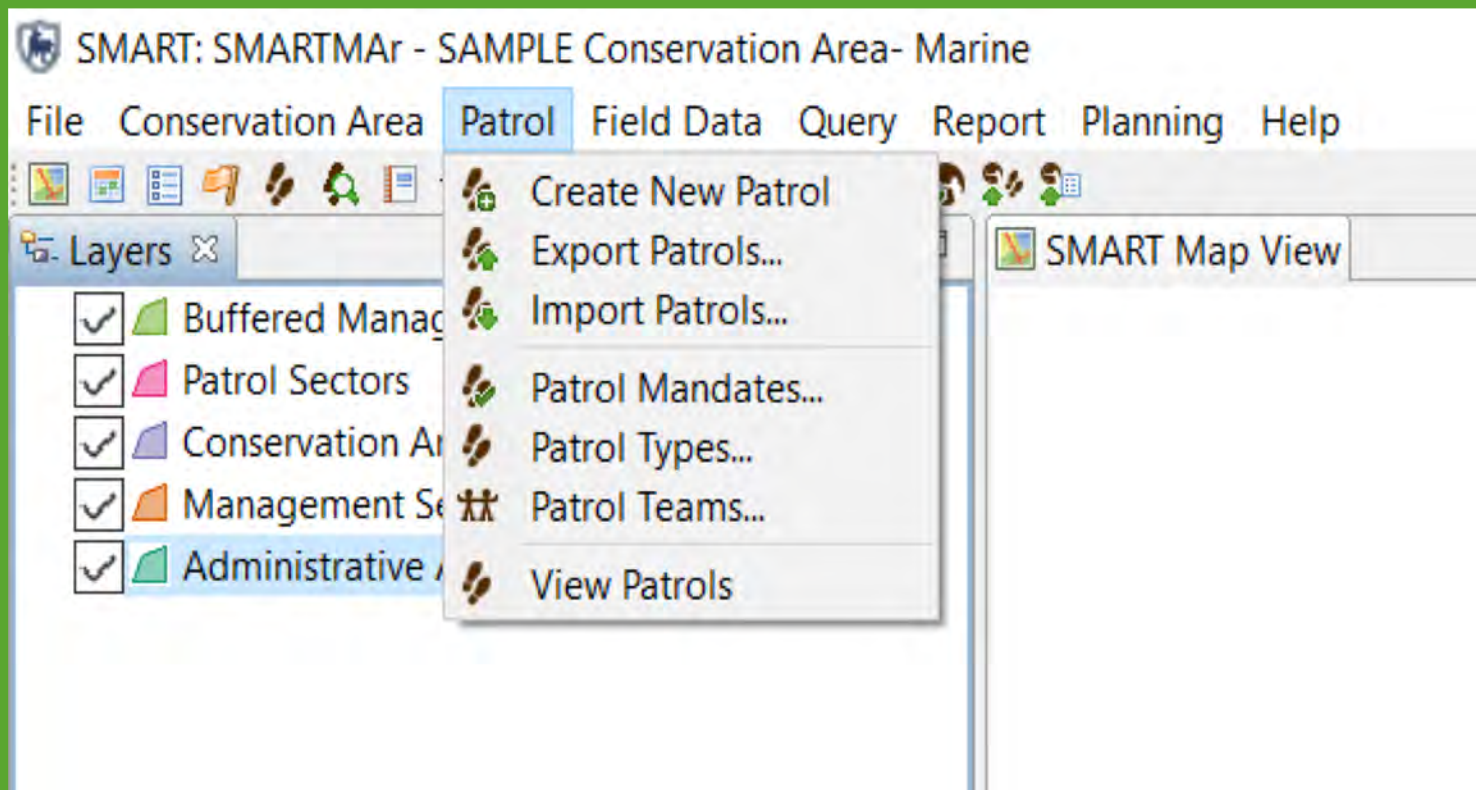 SMART: SMARTMAr - SAMPLE Conservation Area- Marine
File Conservation Area Patrol Field Data Query Report Planning Help
Layers
SMART Map View
Buffered Manag
Patrol Sectors
Conservation Ar
Management Se
Administrative
Create New Patrol
Export Patrols...
Import Patrols...
Patrol Mandates...
Patrol Types...
Patrol Teams...
View Patrols